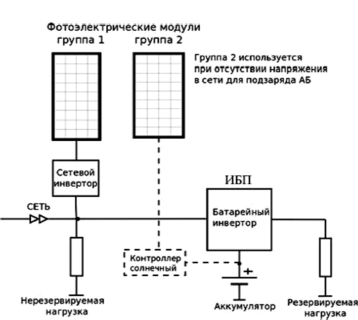 Фотоэлектрические модули
группа 1
группа 2
Группа 2 используется
при отсутствии напряжения
в сети для подзаряда АБ
Сетевой
инвертор
СЕТЬ
ИБП
Батарейный
инвертор
Контроллер
солнечный
+
Нерезервируемая
нагрузка
Аккумулятор
Резервируемая
нагрузка